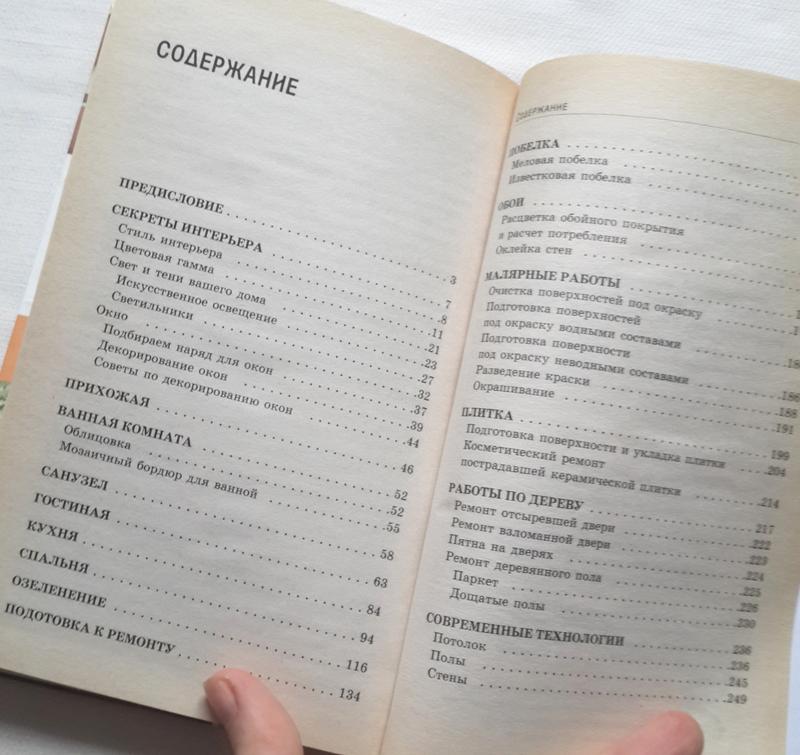 СОДЕРЖАНИЕ
ПРЕДИСЛОВИЕ . . . . . 3
СЕКРЕТЫ ИНТЕРЬЕРА . . . . . 7
Стиль интерьера . . . . . 8
Цветовая гамма . . . . . 11
Свет и тени вашего дома . . . . . 21
Искусственное освещение . . . . . 23
Светильники . . . . . 27
Окно . . . . . 32
Подбираем наряд для окон . . . . . 37
Декорирование окон . . . . . 39
Советы по декорированию окон . . . . . 44
ПРИХОЖАЯ . . . . . 46
ВАННАЯ КОМНАТА . . . . . 52
Облицовка . . . . . 52
Мозаичный бордюр для ванной . . . . . 55
САНУЗЕЛ . . . . . 58
ГОСТИНАЯ . . . . . 63
КУХНЯ . . . . . 84
СПАЛЬНЯ . . . . . 94
ОЗЕЛЕНЕНИЕ . . . . . 116
ПОДОТОВКА К РЕМОНТУ . . . . . 134
СОДЕРЖАНИЕ
ПОБЕЛКА . . . . .
Меловая побелка . . . . .
Известковая побелка . . . . .
ОБОИ . . . . .
Расцветка обойного покрытия
и расчет потребления . . . . .
Оклейка стен . . . . .
МАЛЯРНЫЕ РАБОТЫ . . . . .
Очистка поверхностей под окраску . . . . .
Подготовка поверхностей
под окраску водными составами . . . . .
Подготовка поверхности
под окраску неводными составами . . . . . 186
Разведение краски . . . . . 188
Окрашивание . . . . . 191
ПЛИТКА . . . . . 199
Подготовка поверхности и укладка плитки . . . . . 204
Косметический ремонт
пострадавшей керамической плитки . . . . . 214
РАБОТЫ ПО ДЕРЕВУ . . . . . 217
Ремонт отсыревшей двери . . . . . 222
Ремонт взломанной двери . . . . . 223
Пятна на дверях . . . . . 224
Ремонт деревянного пола . . . . . 225
Паркет . . . . . 226
Дощатые полы . . . . . 230
СОВРЕМЕННЫЕ ТЕХНОЛОГИИ . . . . . 236
Потолок . . . . . 236
Полы . . . . . 245
Стены . . . . . 249